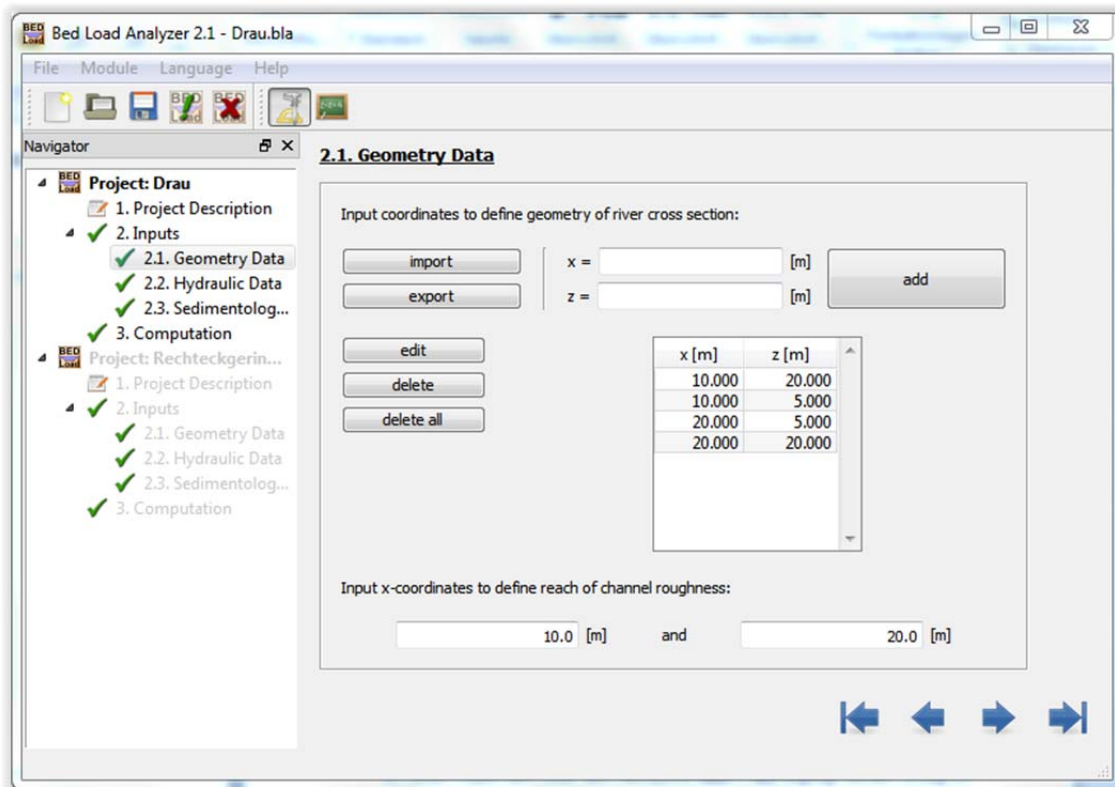 Bed Load Analyzer 2.1 - Drau.bla
File Module Language Help
Navigator
Project: Drau
1. Project Description
2. Inputs
2.1. Geometry Data
2.2. Hydraulic Data
2.3. Sedimentolog...
3. Computation
Project: Rechteckgerin...
1. Project Description
2. Inputs
2.1. Geometry Data
2.2. Hydraulic Data
2.3. Sedimentolog...
3. Computation
2.1. Geometry Data
Input coordinates to define geometry of river cross section:
import x = [m] add
export z = [m]
edit
delete
delete all
x [m] z [m]
10.000 20.000
10.000 5.000
20.000 5.000
20.000 20.000
Input x-coordinates to define reach of channel roughness:
10.0 [m] and 20.0 [m]